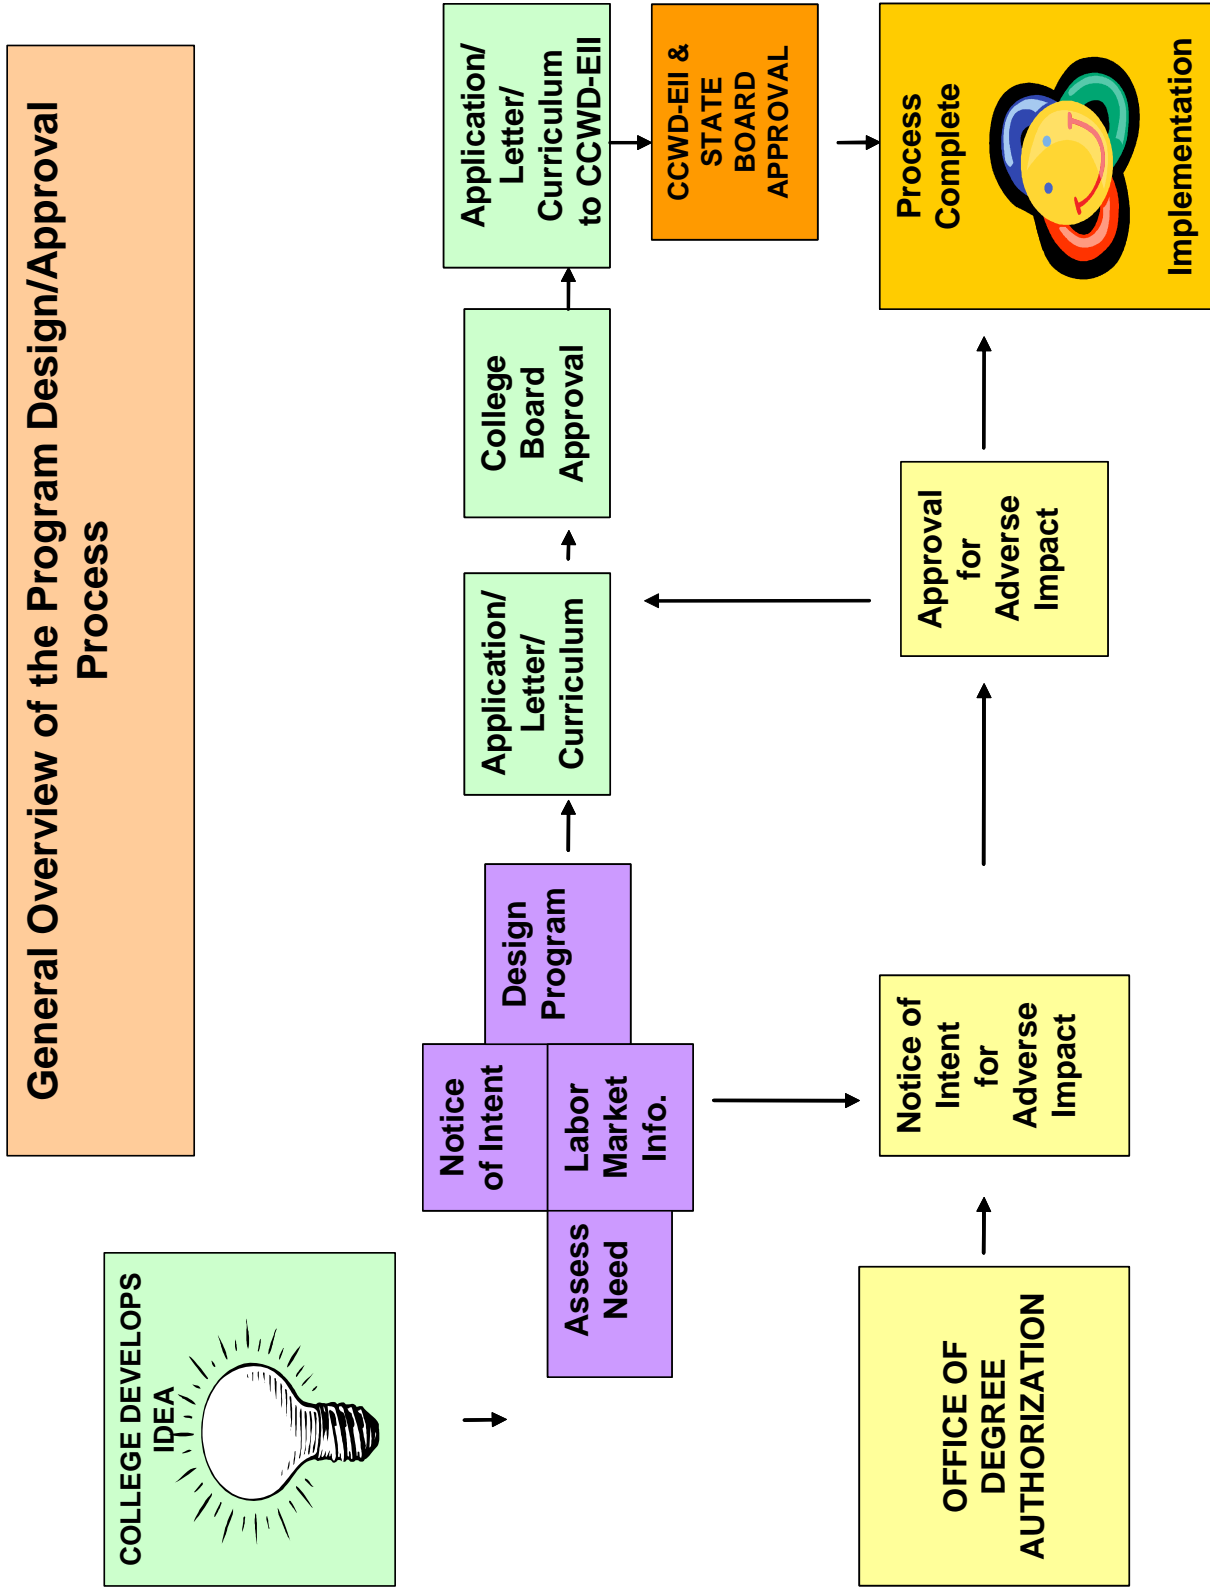 General Overview of the Program Design/Approval
Process
COLLEGE DEVELOPS
IDEA
Assess
Need
Notice
of Intent
Labor
Market
Info.
Design
Program
Application/
Letter/
Curriculum
College
Board
Approval
Application/
Letter/
Curriculum
to CCWD-EII
CCWD-EII &
STATE
BOARD
APPROVAL
OFFICE OF
DEGREE
AUTHORIZATION
Notice of
Intent
for
Adverse
Impact
Approval
for
Adverse
Impact
Process
Complete
Implementation